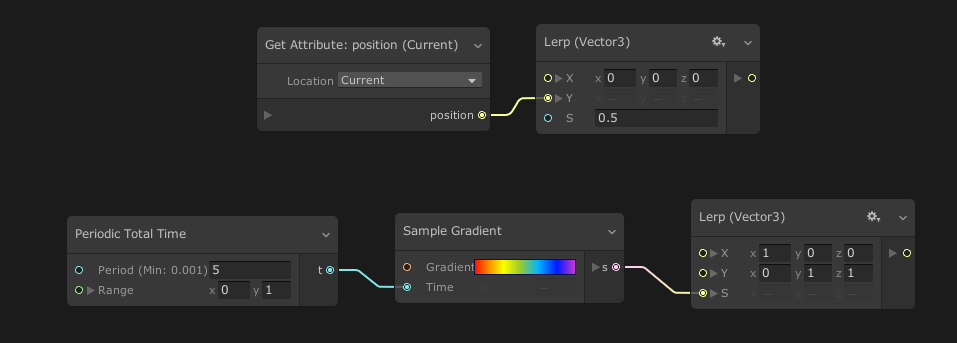 Get Attribute: position (Current)
Location Current
position
Lerp (Vector3)
X x 0 y 0 z 0
Y x — y — z —
S 0.5
Periodic Total Time
Period (Min: 0.001) 5 t
Range x 0 y 1
Sample Gradient
Gradient s
Time
Lerp (Vector3)
X x 1 y 0 z 0
Y x 0 y 1 z 1
S x — y — z —